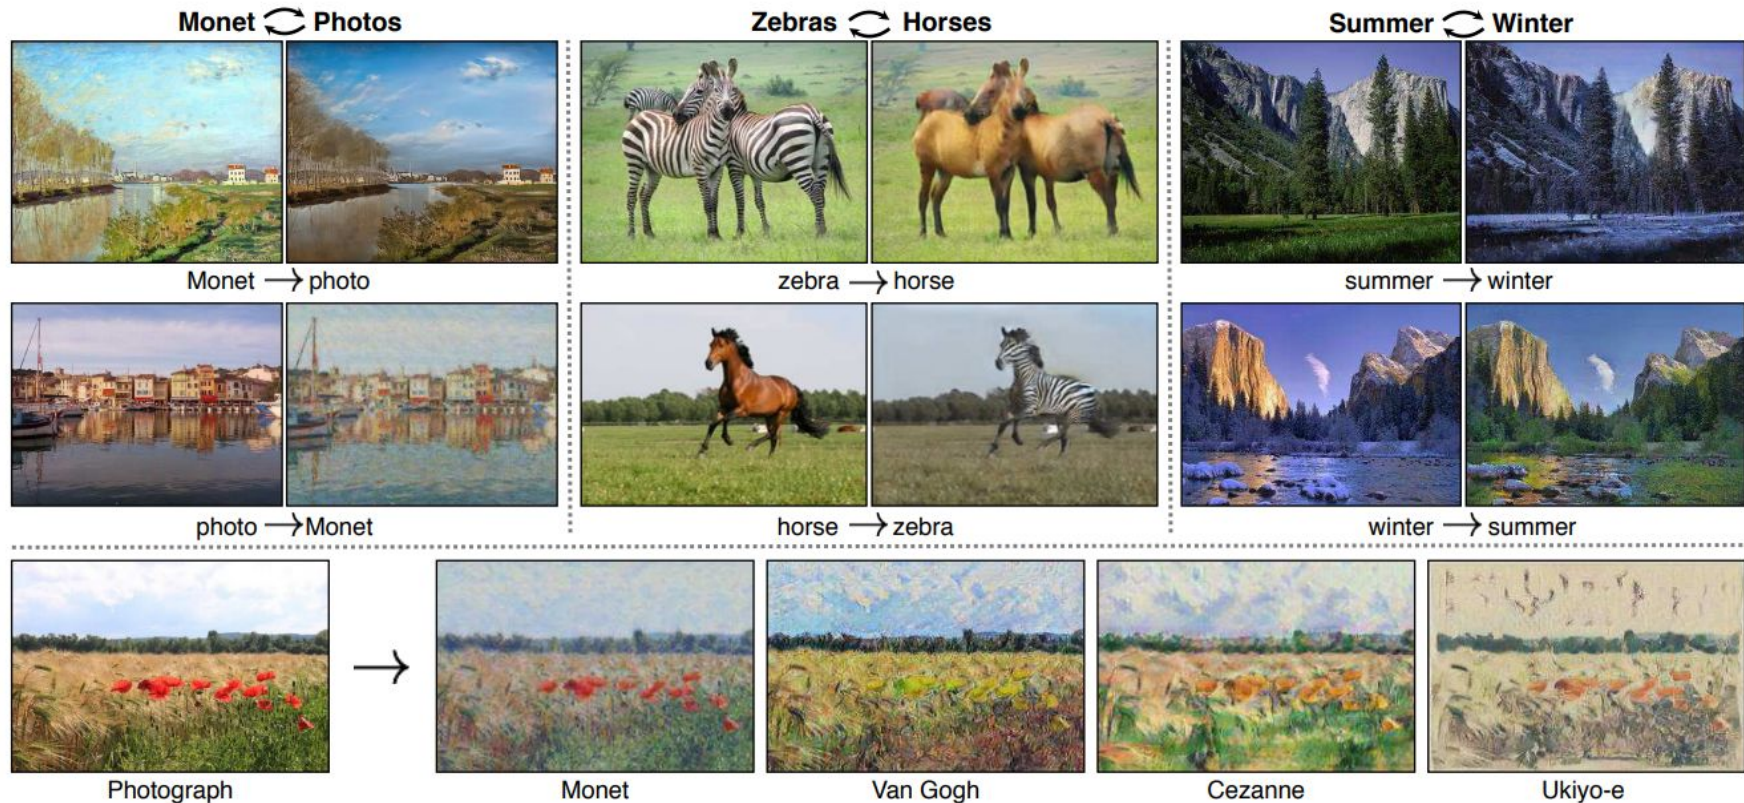 Monet Photos
Zebras Horses
Summer Winter
Monet → photo
zebra → horse
summer → winter
photo → Monet
horse → zebra
winter → summer
Photograph
Monet
Van Gogh
Cezanne
Ukiyo-e